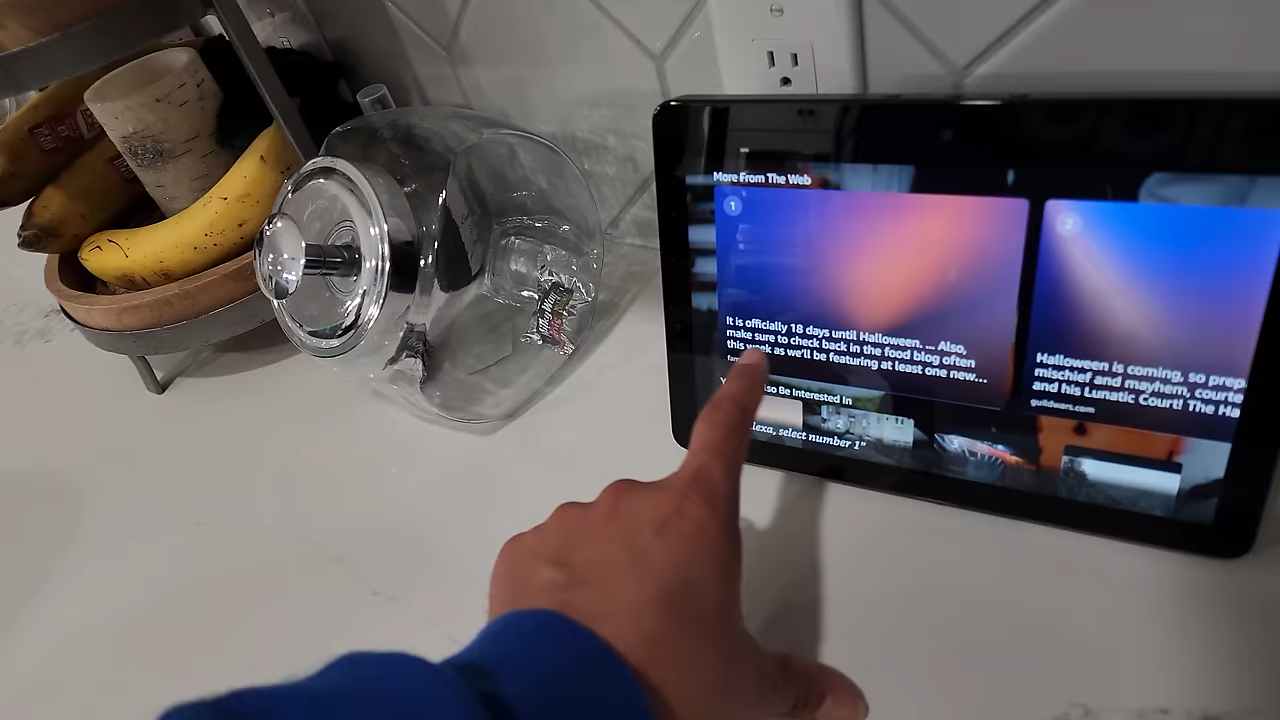 More From The Web
1
It is officially 18 days until Halloween. ... Also,
make sure to check back in the food blog often
this week as we'll be featuring at least one new...
2
Halloween is coming, so prep
mischief and mayhem, courte
and his Lunatic Court! The Ha
guildwars.com
lso Be Interested In
2
lexa, select number 1"
MilkyWay